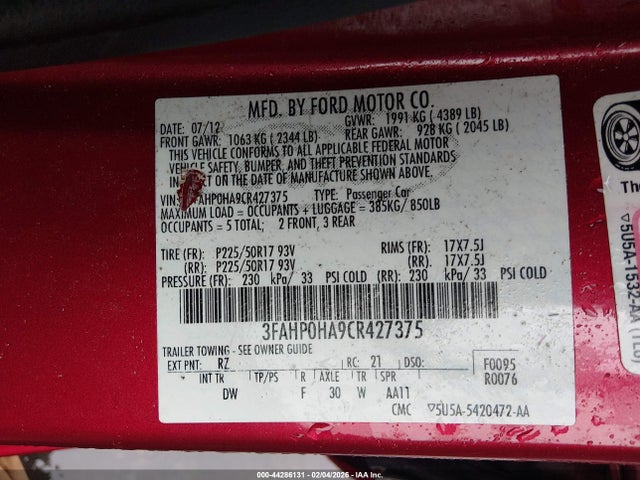 MFD. BY FORD MOTOR CO.
DATE: 07/12 GVWR: 1991 KG (4389 LB)
FRONT GAWR: 1063 KG (2344 LB) REAR GAWR: 928 KG (2045 LB)
THIS VEHICLE CONFORMS TO ALL APPLICABLE FEDERAL MOTOR
VEHICLE SAFETY, BUMPER, AND THEFT PREVENTION STANDARDS
IN EFFECT ON THE DATE OF MANUFACTURE SHOWN ABOVE.
VIN: FAHP0HA9CR427375 TYPE: Passenger Car
MAXIMUM LOAD = OCCUPANTS + LUGGAGE = 385KG/ 850LB
OCCUPANTS = 5 TOTAL; 2 FRONT, 3 REAR
TIRE (FR): P225/50R17 93V RIMS (FR): 17X7.5J
(RR): P225/50R17 93V (RR): 17X7.5J
PRESSURE (FR): 230 kPa/ 33 PSI COLD (RR): 230 kPa/ 33 PSI COLD
3FAHP0HA9CR427375
TRAILER TOWING - SEE OWNER GUIDE
EXT PNT: RZ RC: 21 DSO: F0095
R0076
INT TR TP/PS R AXLE TR SPR
DW F 30 W AA11
CMC ▽5U5A-5420472-AA
The
▽5U5A-1532-AA
000-44286131 - 02/04/2026 - IAA Inc.